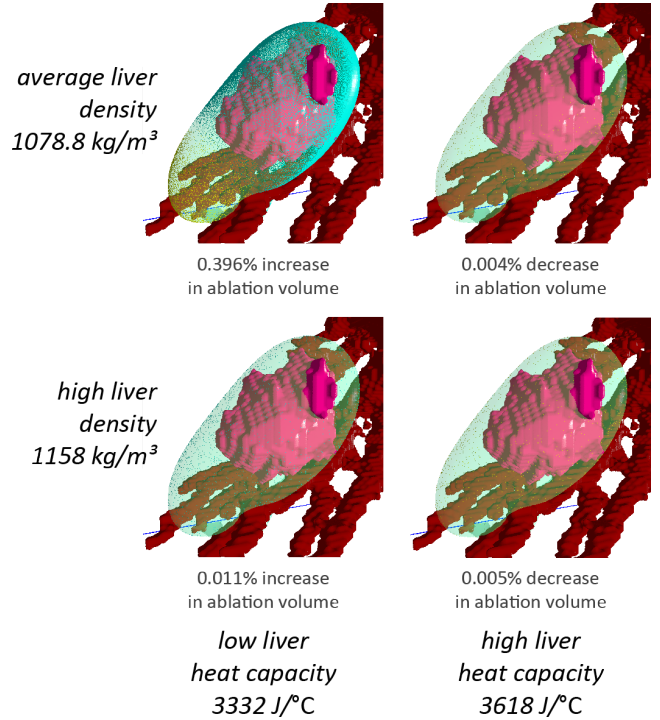 average liver
density
1078.8 kg/m³
0.396% increase
in ablation volume
0.004% decrease
in ablation volume
high liver
density
1158 kg/m³
0.011% increase
in ablation volume
0.005% decrease
in ablation volume
low liver
heat capacity
3332 J/°C
high liver
heat capacity
3618 J/°C